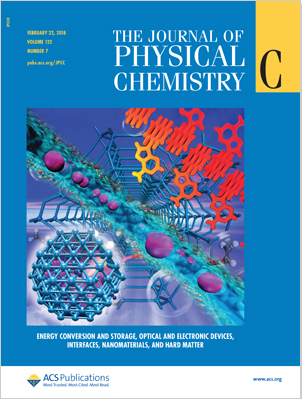 FEBRUARY 22, 2018
VOLUME 122
NUMBER 7
pubs.acs.org/JPCC
THE JOURNAL OF
PHYSICAL
CHEMISTRY
C
ENERGY CONVERSION AND STORAGE, OPTICAL AND ELECTRONIC DEVICES,
INTERFACES, NANOMATERIALS, AND HARD MATTER
ACS Publications
Most Trusted. Most Cited. Most Read.
www.acs.org